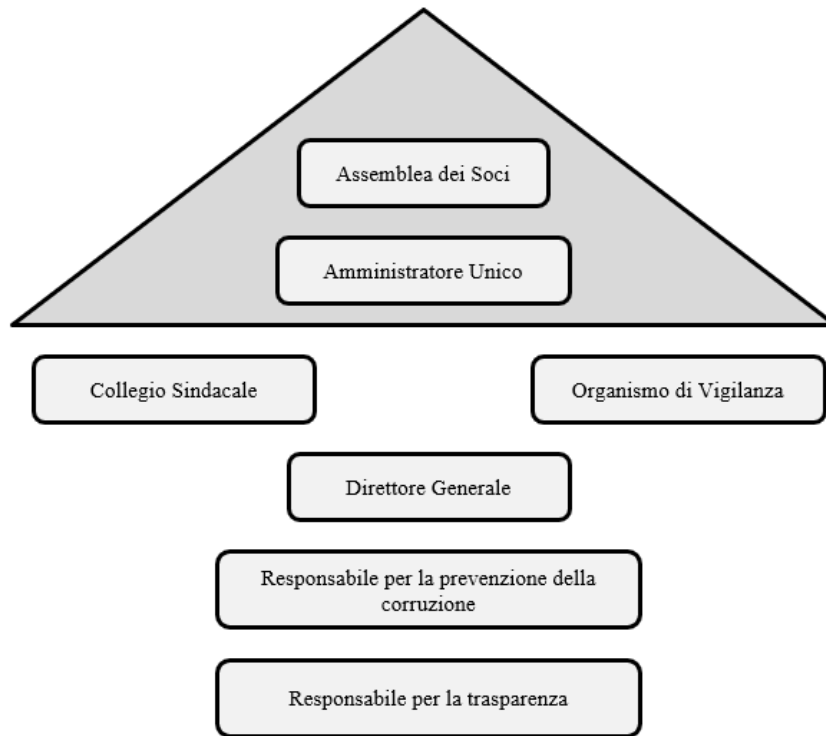 Assemblea dei Soci
Amministratore Unico
Collegio Sindacale
Organismo di Vigilanza
Direttore Generale
Responsabile per la prevenzione della
corruzione
Responsabile per la trasparenza